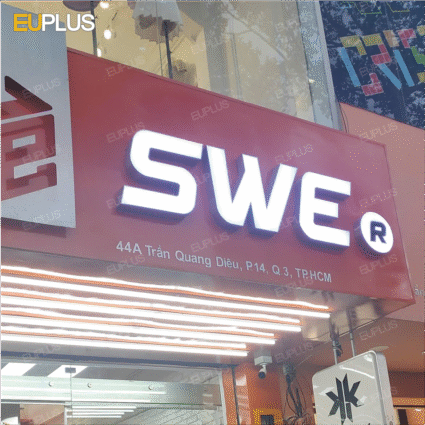 EUPLUS
SWE
R
44A Trần Quang Diệu, P14, Q 3, TP.HCM